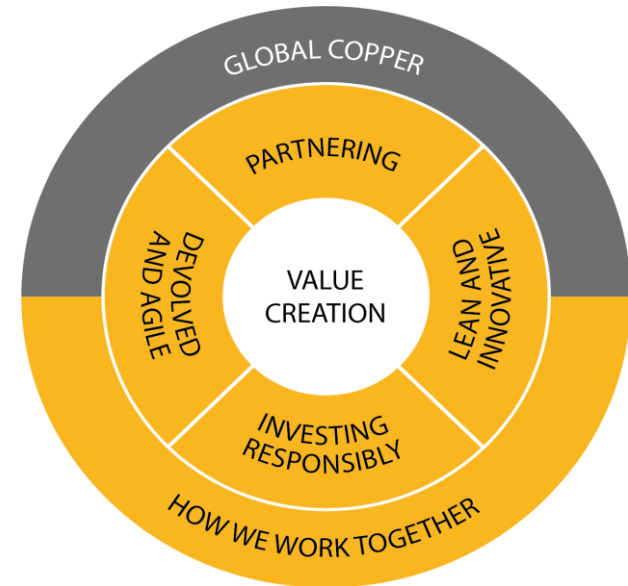 GLOBAL COPPER
PARTNERING
DEVOLVED
AND AGILE
VALUE
CREATION
LEAN AND
INNOVATIVE
INVESTING
RESPONSIBLY
HOW WE WORK TOGETHER